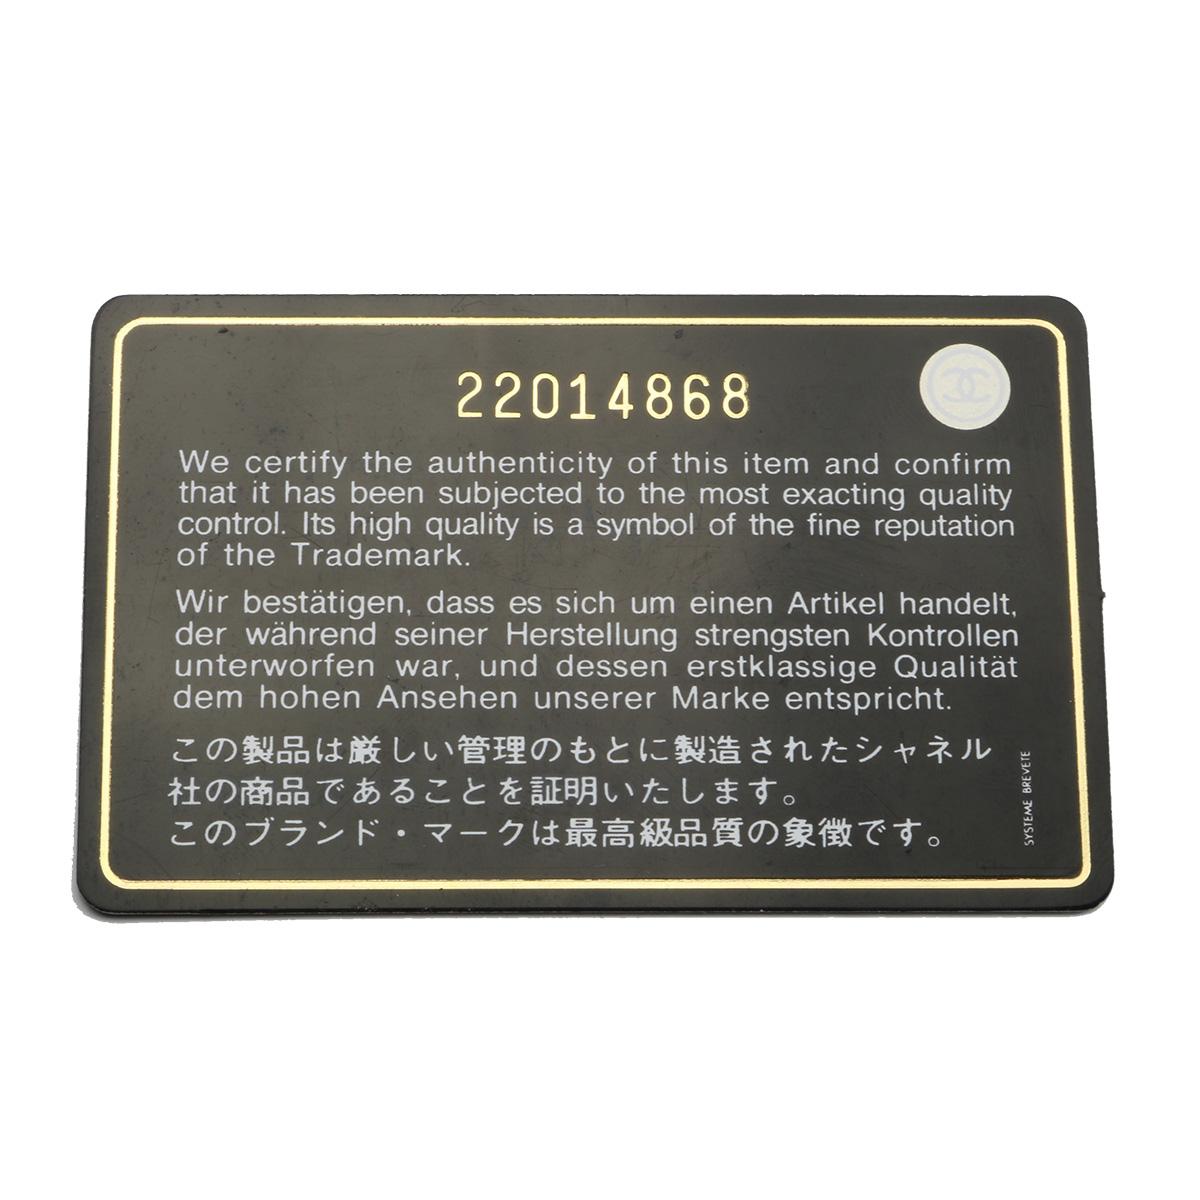 22014868
We certify the authenticity of this item and confirm
that it has been subjected to the most exacting quality
control. Its high quality is a symbol of the fine reputation
of the Trademark.
Wir bestätigen, dass es sich um einen Artikel handelt,
der während seiner Herstellung strengsten Kontrollen
unterworfen war, und dessen erstklassige Qualität
dem hohen Ansehen unserer Marke entspricht.
この製品は厳しい管理のもとに製造されたシャネル
社の商品であることを証明いたします。
このブランド・マークは最高級品質の象徴です。
SYSTEME BREVETE